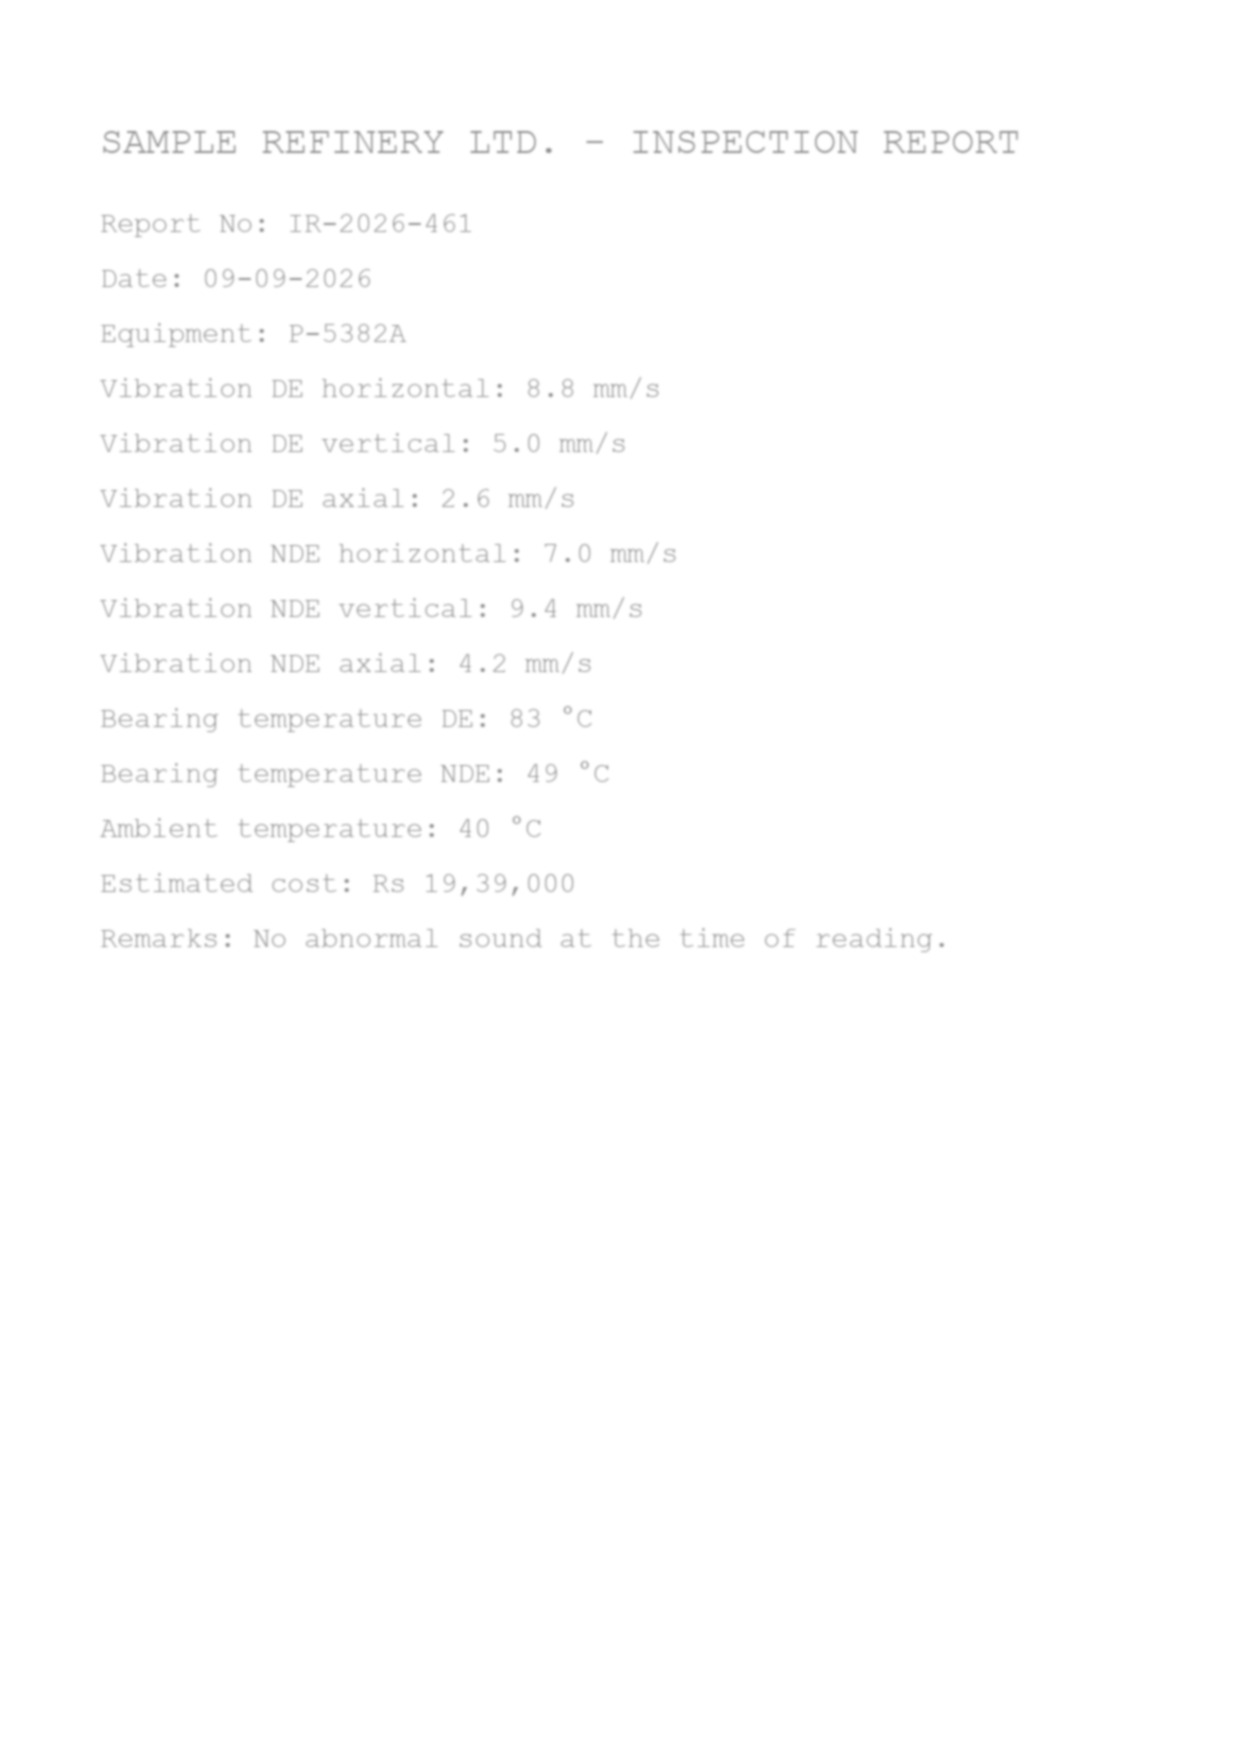 SAMPLE REFINERY LTD. - INSPECTION REPORT
Report No: IR-2026-461
Date: 09-09-2026
Equipment: P-5382A
Vibration DE horizontal: 8.8 mm/s
Vibration DE vertical: 5.0 mm/s
Vibration DE axial: 2.6 mm/s
Vibration NDE horizontal: 7.0 mm/s
Vibration NDE vertical: 9.4 mm/s
Vibration NDE axial: 4.2 mm/s
Bearing temperature DE: 83 °C
Bearing temperature NDE: 49 °C
Ambient temperature: 40 °C
Estimated cost: Rs 19,39,000
Remarks: No abnormal sound at the time of reading.